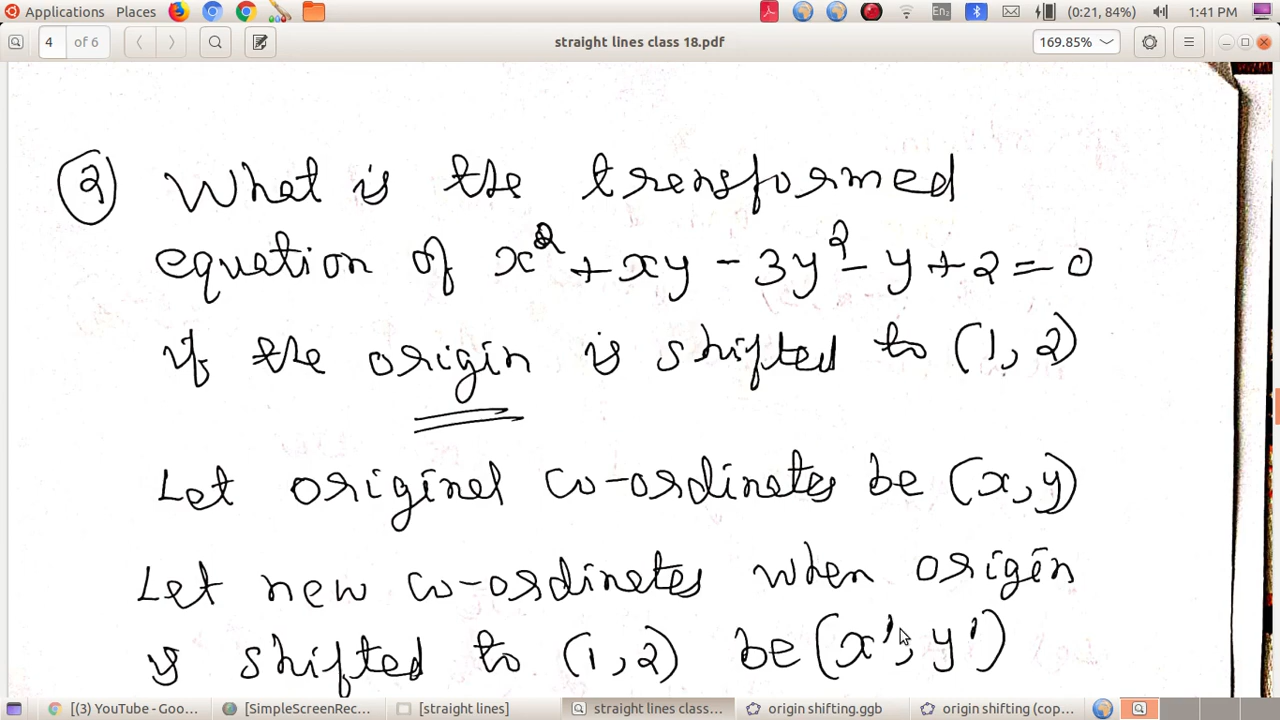 Applications Places En₂ (0:21, 84%) 1:41 PM
4 of 6 straight lines class 18.pdf 169.85%
② What is the transformed
equation of x² + xy - 3y² - y + 2 = 0
if the origin is shifted to (1, 2)
Let original co-ordinates be (x, y)
Let new co-ordinates when origin
is shifted to (1, 2) be (x', y')
[(3) YouTube - Goo... [SimpleScreenRec... [straight lines] straight lines class... origin shifting.ggb origin shifting (cop...